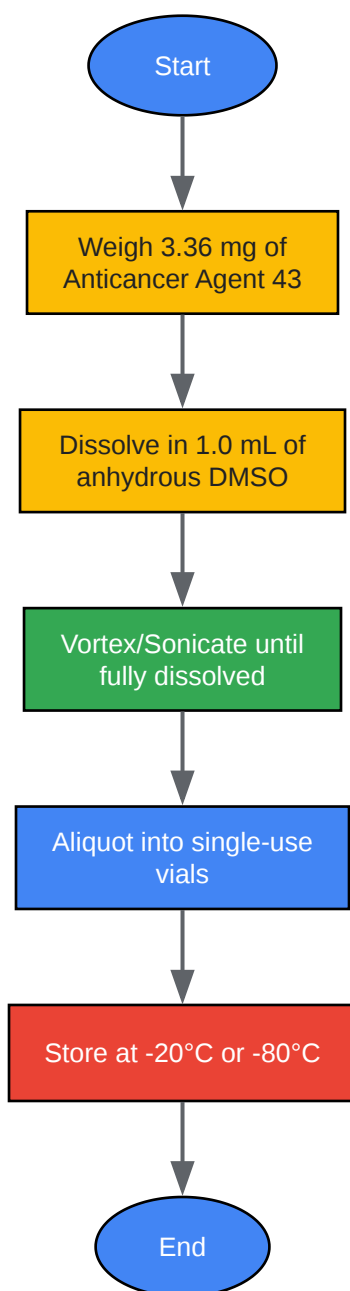 Start
Weigh 3.36 mg of
Anticancer Agent 43
Dissolve in 1.0 mL of
anhydrous DMSO
Vortex/Sonicate until
fully dissolved
Aliquot into single-use
vials
Store at -20°C or -80°C
End